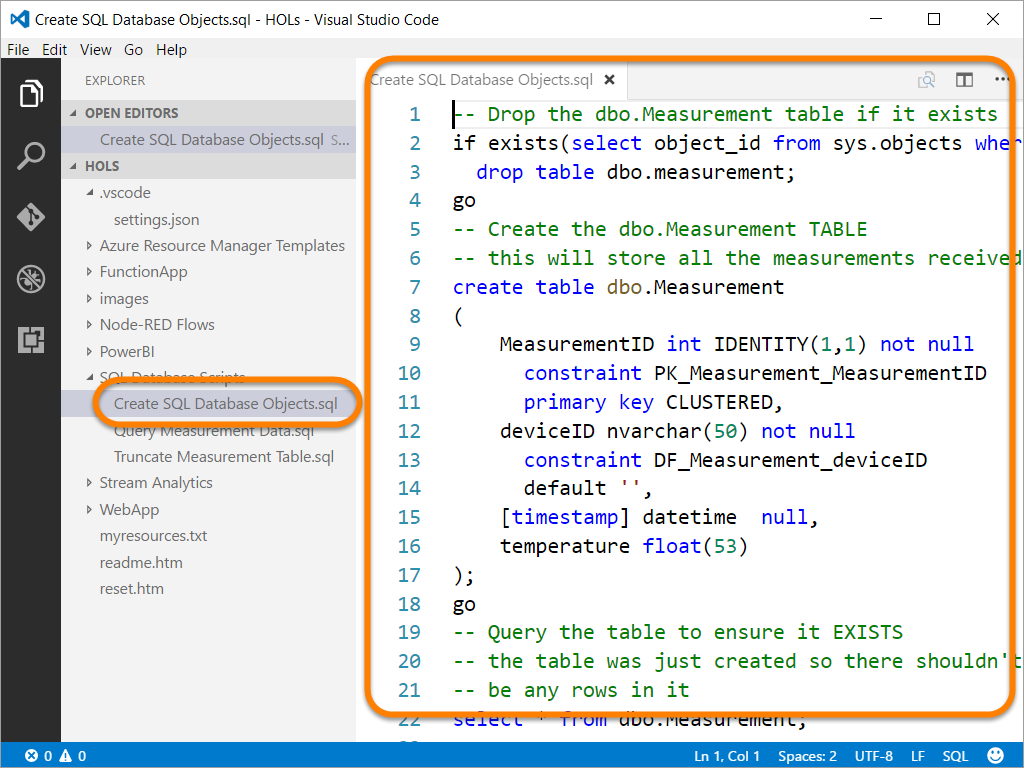 Create SQL Database Objects.sql - HOLs - Visual Studio Code
File Edit View Go Help
EXPLORER
OPEN EDITORS
Create SQL Database Objects.sql S...
HOLS
.vscode
settings.json
Azure Resource Manager Templates
FunctionApp
images
Node-RED Flows
PowerBI
SQL Database Scripts
Create SQL Database Objects.sql
Query Measurement Data.sql
Truncate Measurement Table.sql
Stream Analytics
WebApp
myresources.txt
readme.htm
reset.htm
Create SQL Database Objects.sql
1 -- Drop the dbo.Measurement table if it exists
2 if exists(select object_id from sys.objects wher
3 drop table dbo.measurement;
4 go
5 -- Create the dbo.Measurement TABLE
6 -- this will store all the measurements received
7 create table dbo.Measurement
8 (
9 MeasurementID int IDENTITY(1,1) not null
10 constraint PK_Measurement_MeasurementID
11 primary key CLUSTERED,
12 deviceID nvarchar(50) not null
13 constraint DF_Measurement_deviceID
14 default '',
15 [timestamp] datetime  null,
16 temperature float(53)
17 );
18 go
19 -- Query the table to ensure it EXISTS
20 -- the table was just created so there shouldn't
21 -- be any rows in it
22 select * from dbo.Measurement;
0 0 Ln 1, Col 1 Spaces: 2 UTF-8 LF SQL